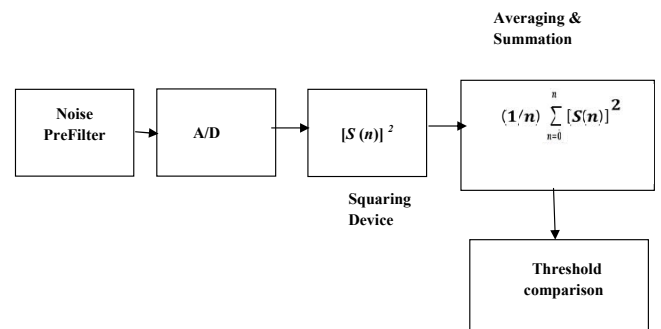 Averaging &
Summation
Noise
PreFilter
A/D
[S (n)] 2
(1/n) n∑n=0 [S(n)] 2
Squaring
Device
Threshold
comparison